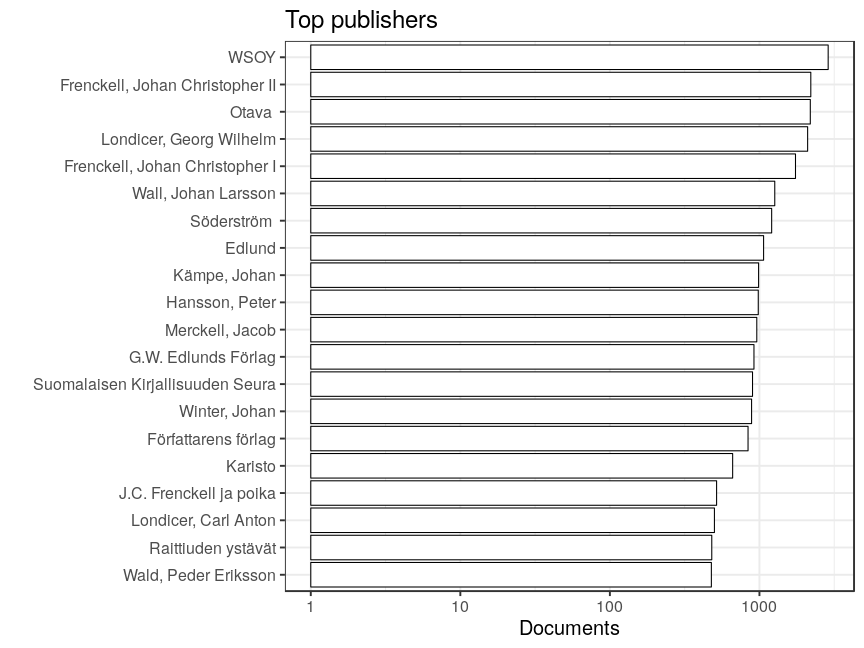 Top publishers
WSOY
Frenckell, Johan Christopher II
Otava
Londicer, Georg Wilhelm
Frenckell, Johan Christopher I
Wall, Johan Larsson
Söderström
Edlund
Kämpe, Johan
Hansson, Peter
Merckell, Jacob
G.W. Edlunds Förlag
Suomalaisen Kirjallisuuden Seura
Winter, Johan
Författarens förlag
Karisto
J.C. Frenckell ja poika
Londicer, Carl Anton
Raittiuden ystävät
Wald, Peder Eriksson
1 10 100 1000
Documents